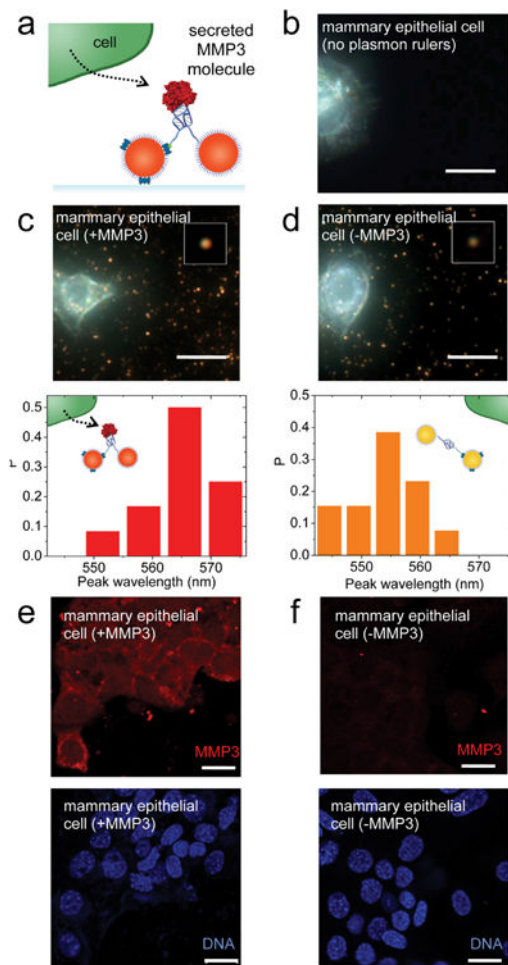 a
cell
secreted
MMP3
molecule
b
mammary epithelial cell
(no plasmon rulers)
c
mammary epithelial
cell (+MMP3)
d
mammary epithelial
cell (-MMP3)
0.5
0.4
0.3
0.2
0.1
0.0
550 560 570
Peak wavelength (nm)
P
0.5
0.4
0.3
0.2
0.1
0.0
550 560 570
Peak wavelength (nm)
e
mammary epithelial
cell (+MMP3)
MMP3
f
mammary epithelial
cell (-MMP3)
MMP3
mammary epithelial
cell (+MMP3)
DNA
mammary epithelial
cell (-MMP3)
DNA